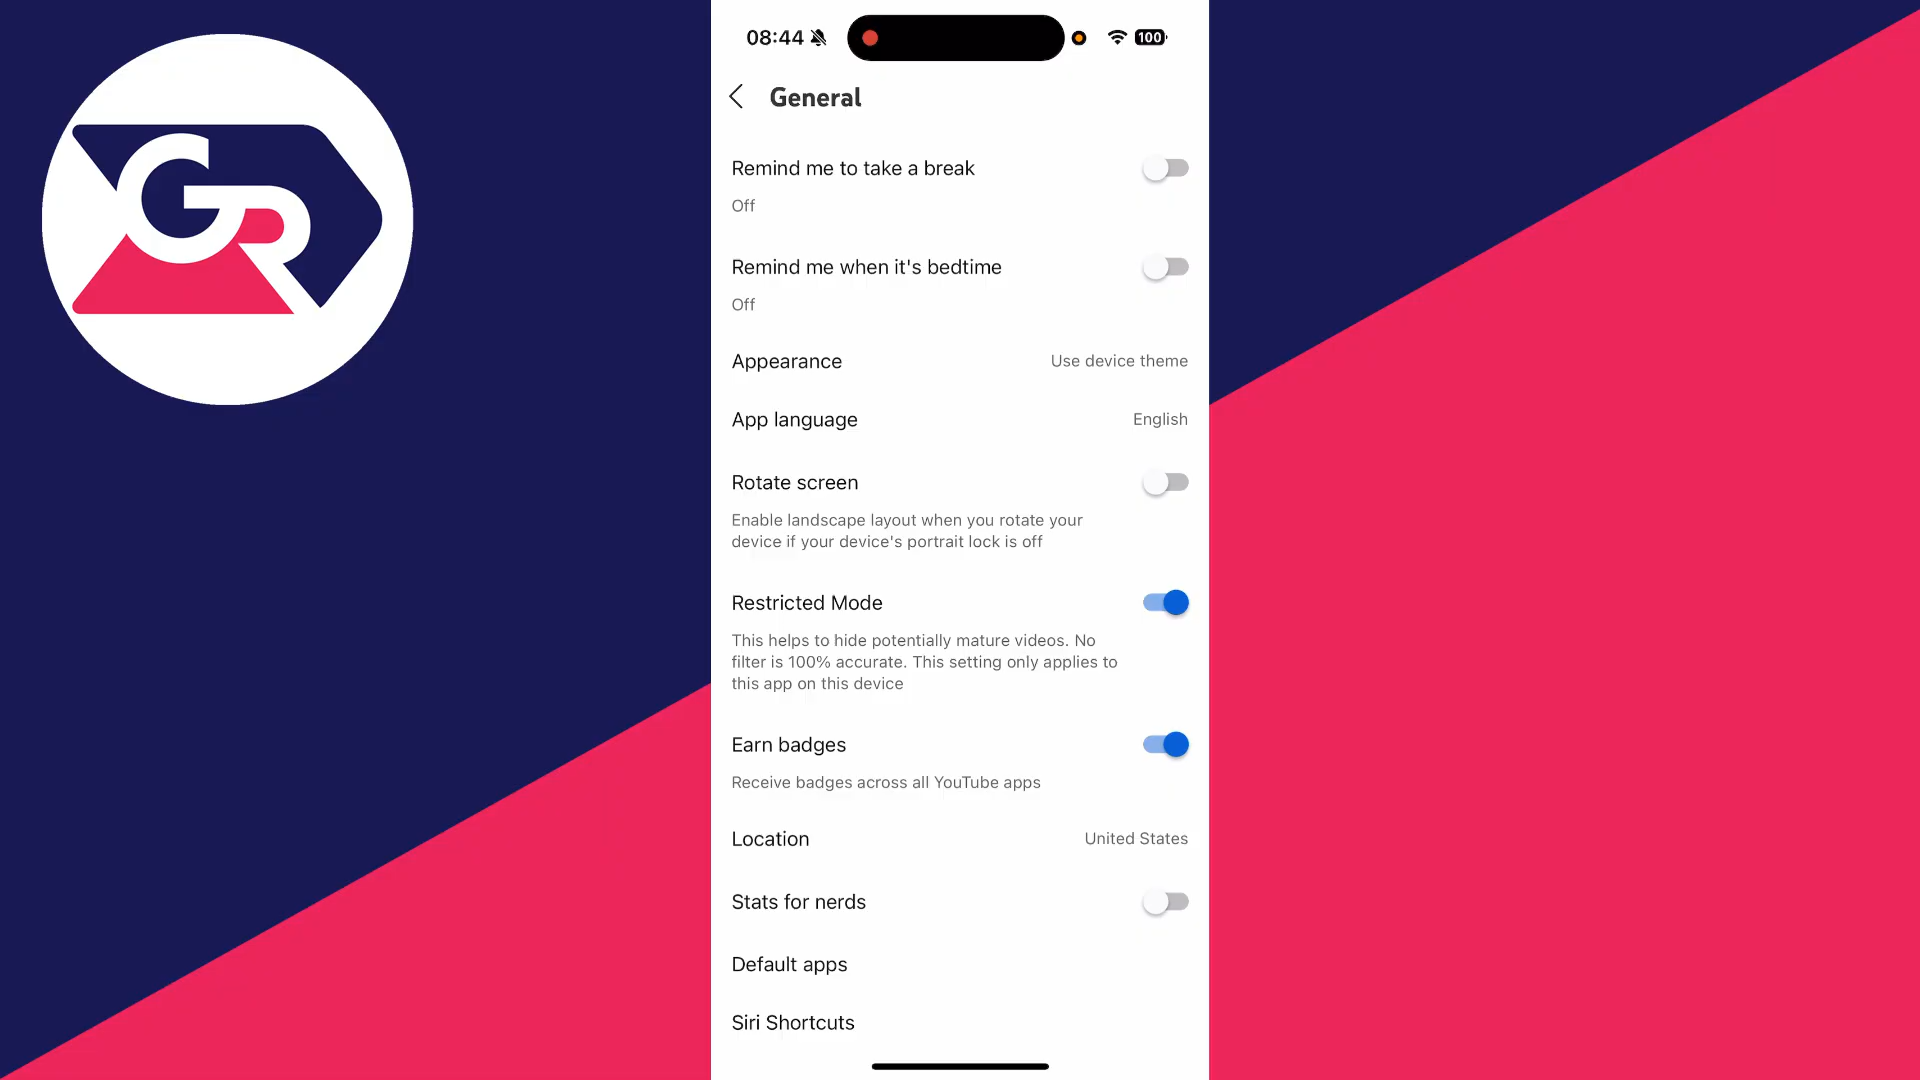 GR
08:44
100
General
Remind me to take a break
Off
Remind me when it's bedtime
Off
Appearance
Use device theme
App language
English
Rotate screen
Enable landscape layout when you rotate your
device if your device's portrait lock is off
Restricted Mode
This helps to hide potentially mature videos. No
filter is 100% accurate. This setting only applies to
this app on this device
Earn badges
Receive badges across all YouTube apps
Location
United States
Stats for nerds
Default apps
Siri Shortcuts